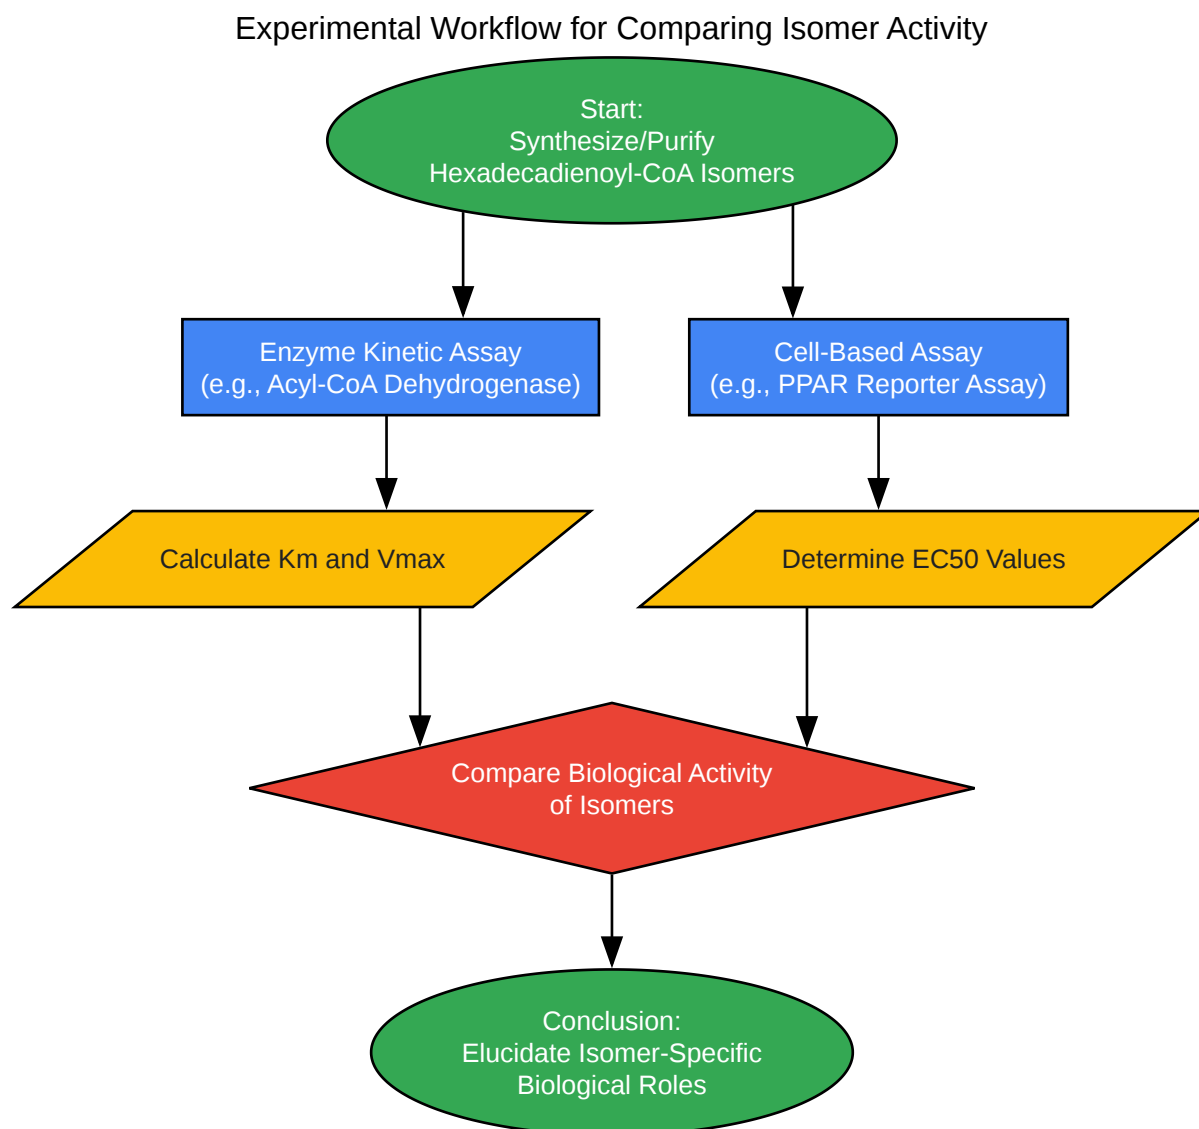 Experimental Workflow for Comparing Isomer Activity
Start:
Synthesize/Purify
Hexadecadienoyl-CoA Isomers
Enzyme Kinetic Assay
(e.g., Acyl-CoA Dehydrogenase)
Cell-Based Assay
(e.g., PPAR Reporter Assay)
Calculate Km and Vmax
Determine EC50 Values
Compare Biological Activity
of Isomers
Conclusion:
Elucidate Isomer-Specific
Biological Roles